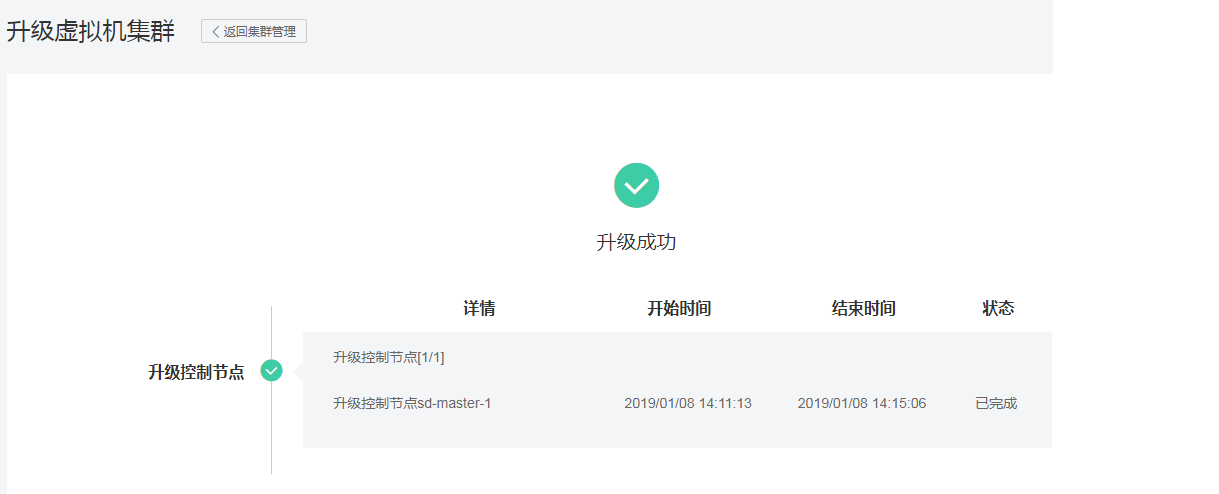 升级虚拟机集群 返回集群管理
升级成功
详情 开始时间 结束时间 状态
升级控制节点[1/1]
升级控制节点
升级控制节点sd-master-1 2019/01/08 14:11:13 2019/01/08 14:15:06 已完成